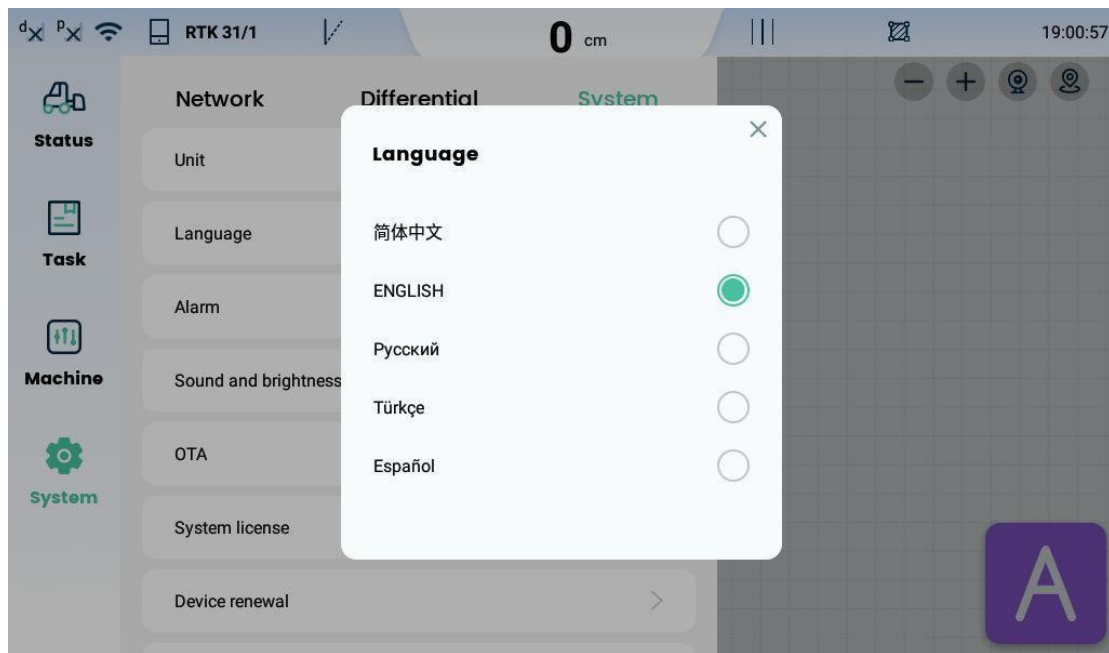 d P RTK 31/1 0 cm 19:00:57
Status
Task
Machine
System
Network Differential System
Unit
Language
Alarm
Sound and brightness
OTA
System license
Device renewal
Language
简体中文
ENGLISH
Русский
Türkçe
Español
A